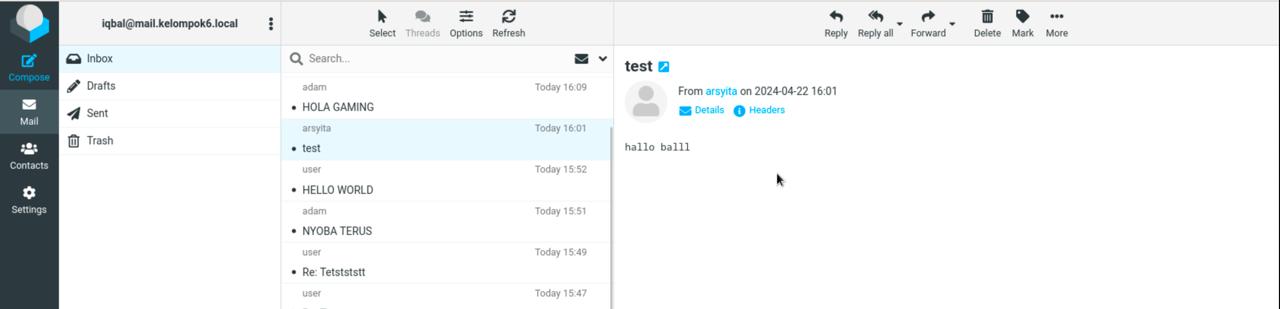 iqbal@mail.kelompok6.local
Compose
Mail
Contacts
Settings
Inbox
Drafts
Sent
Trash
Select
Threads
Options
Refresh
Search...
adam
Today 16:09
HOLA GAMING
arsyita
Today 16:01
test
user
Today 15:52
HELLO WORLD
adam
Today 15:51
NYOBA TERUS
user
Today 15:49
Re: Tetstststt
user
Today 15:47
Reply
Reply all
Forward
Delete
Mark
More
test
From arsyita on 2024-04-22 16:01
Details
Headers
hallo balll